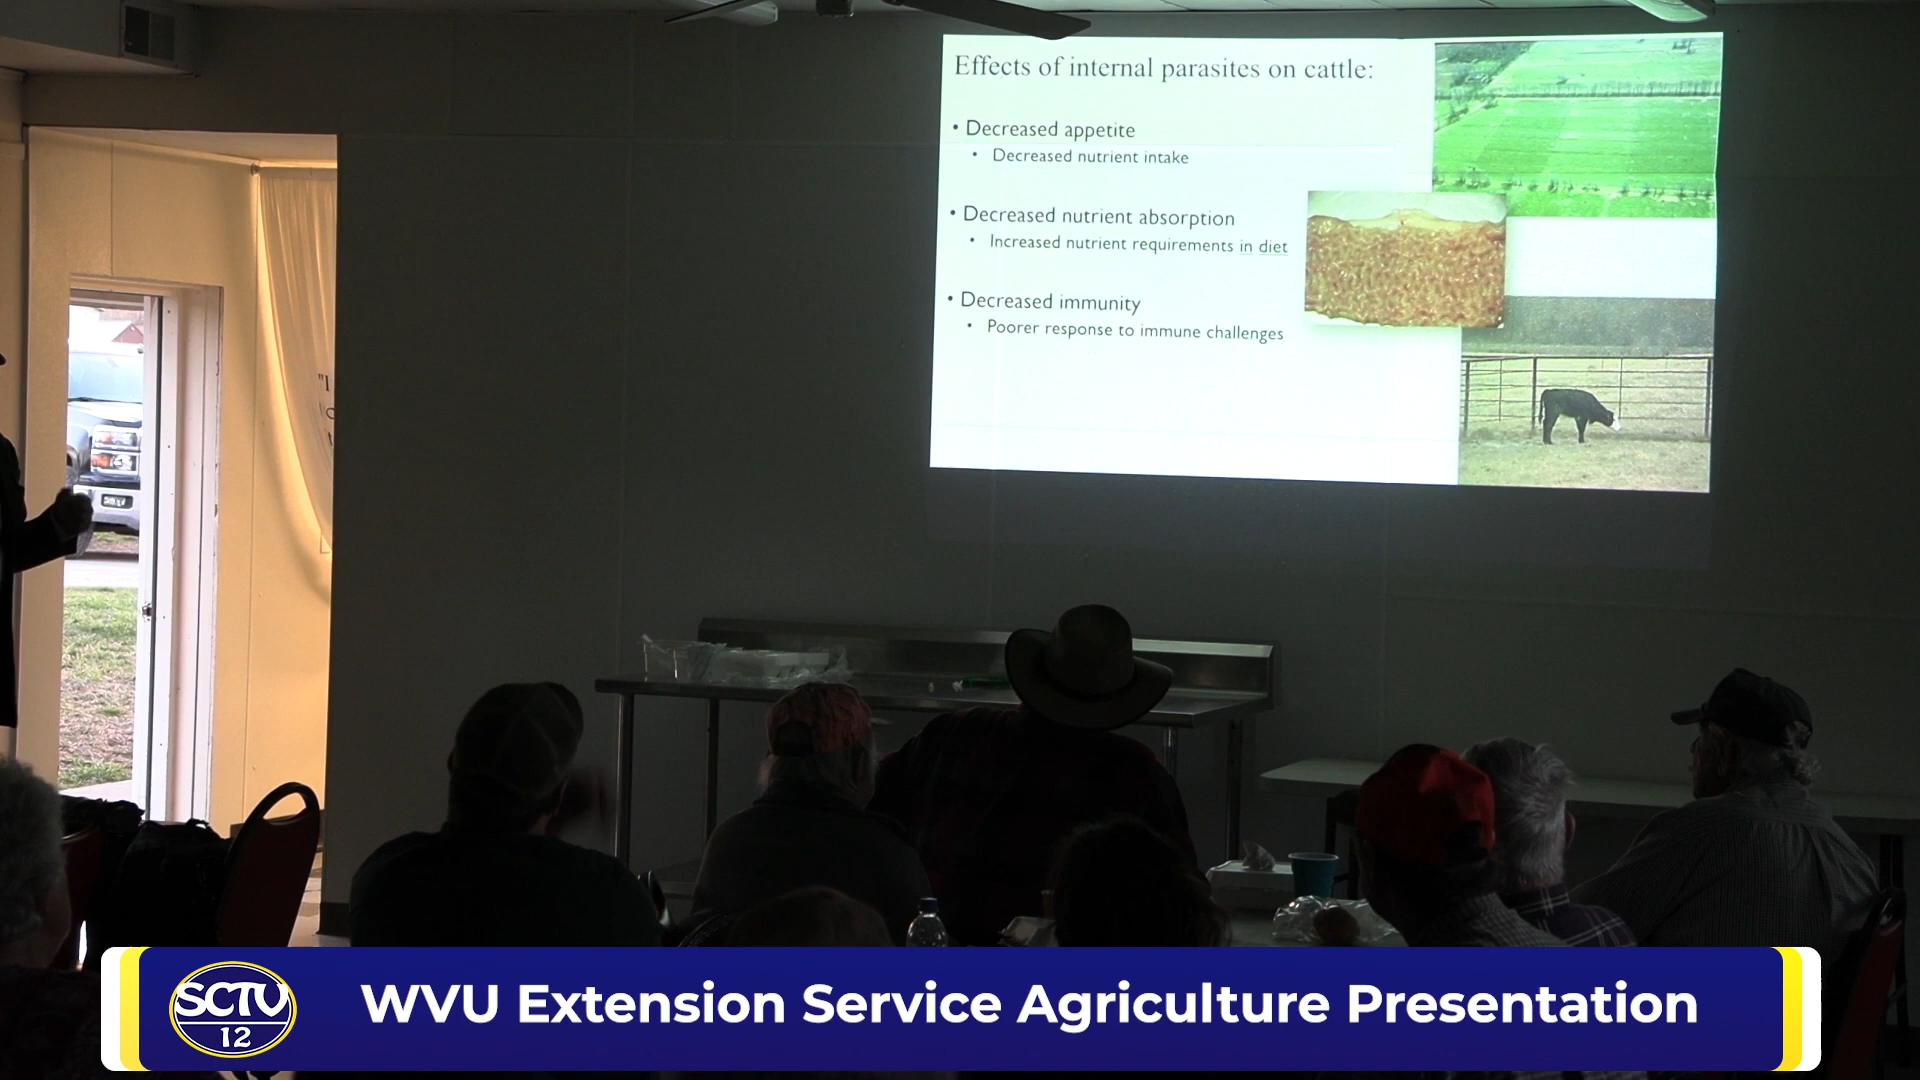 Effects of internal parasites on cattle:
• Decreased appetite
• Decreased nutrient intake
• Decreased nutrient absorption
• Increased nutrient requirements in diet
• Decreased immunity
• Poorer response to immune challenges
"I
SCTV
12
WVU Extension Service Agriculture Presentation